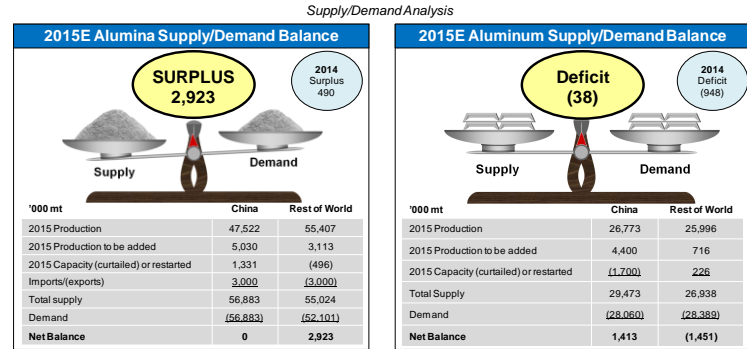 Supply/Demand Analysis
2015E Alumina Supply/Demand Balance
SURPLUS
2,923
2014
Surplus
490
Supply
Demand
'000 mt China Rest of World
2015 Production 47,522 55,407
2015 Production to be added 5,030 3,113
2015 Capacity (curtailed) or restarted 1,331 (496)
Imports/(exports) 3,000 (3,000)
Total supply 56,883 55,024
Demand (56,883) (52,101)
Net Balance 0 2,923
2015E Aluminum Supply/Demand Balance
Deficit
(38)
2014
Deficit
(948)
Supply
Demand
'000 mt China Rest of World
2015 Production 26,773 25,996
2015 Production to be added 4,400 716
2015 Capacity (curtailed) or restarted (1,700) 226
Total Supply 29,473 26,938
Demand (28,060) (28,389)
Net Balance 1,413 (1,451)